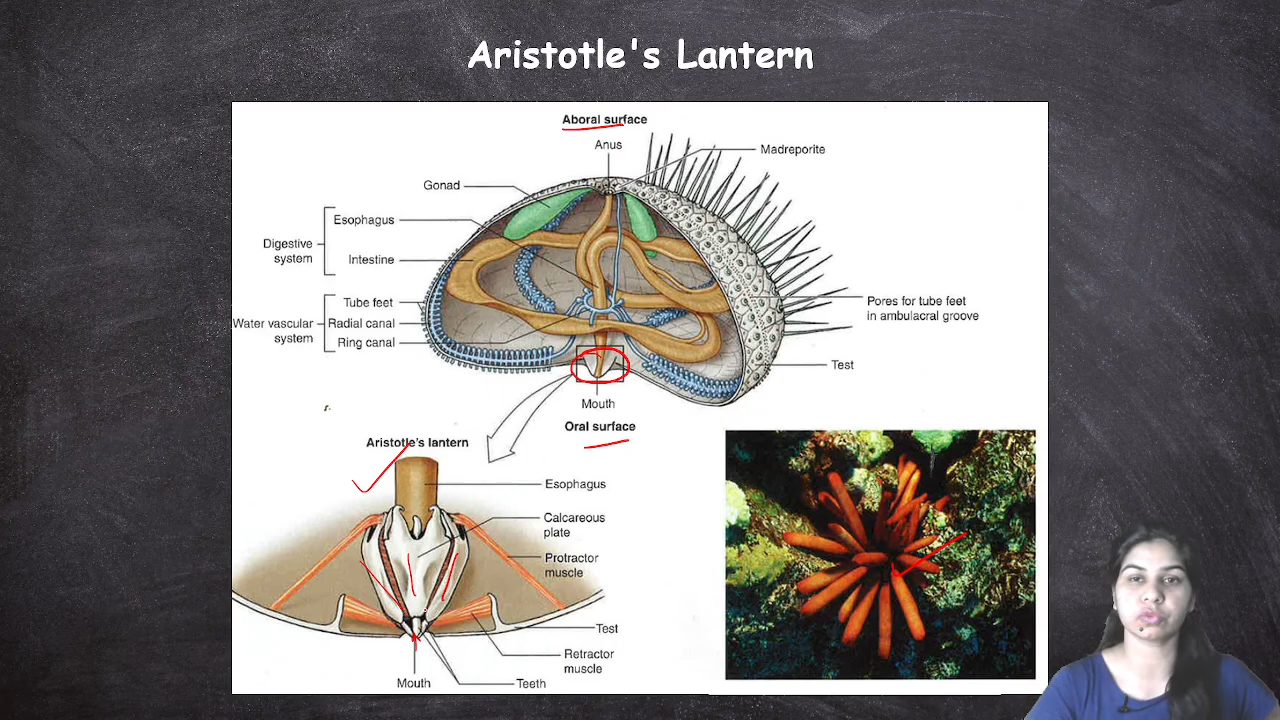 Aristotle's Lantern
Aboral surface
Anus
Madreporite
Gonad
Esophagus
Digestive
system
Intestine
Tube feet
Water vascular
system
Radial canal
Ring canal
Pores for tube feet
in ambulacral groove
Test
Mouth
Oral surface
Aristotle's lantern
Esophagus
Calcareous
plate
Protractor
muscle
Test
Retractor
muscle
Mouth
Teeth